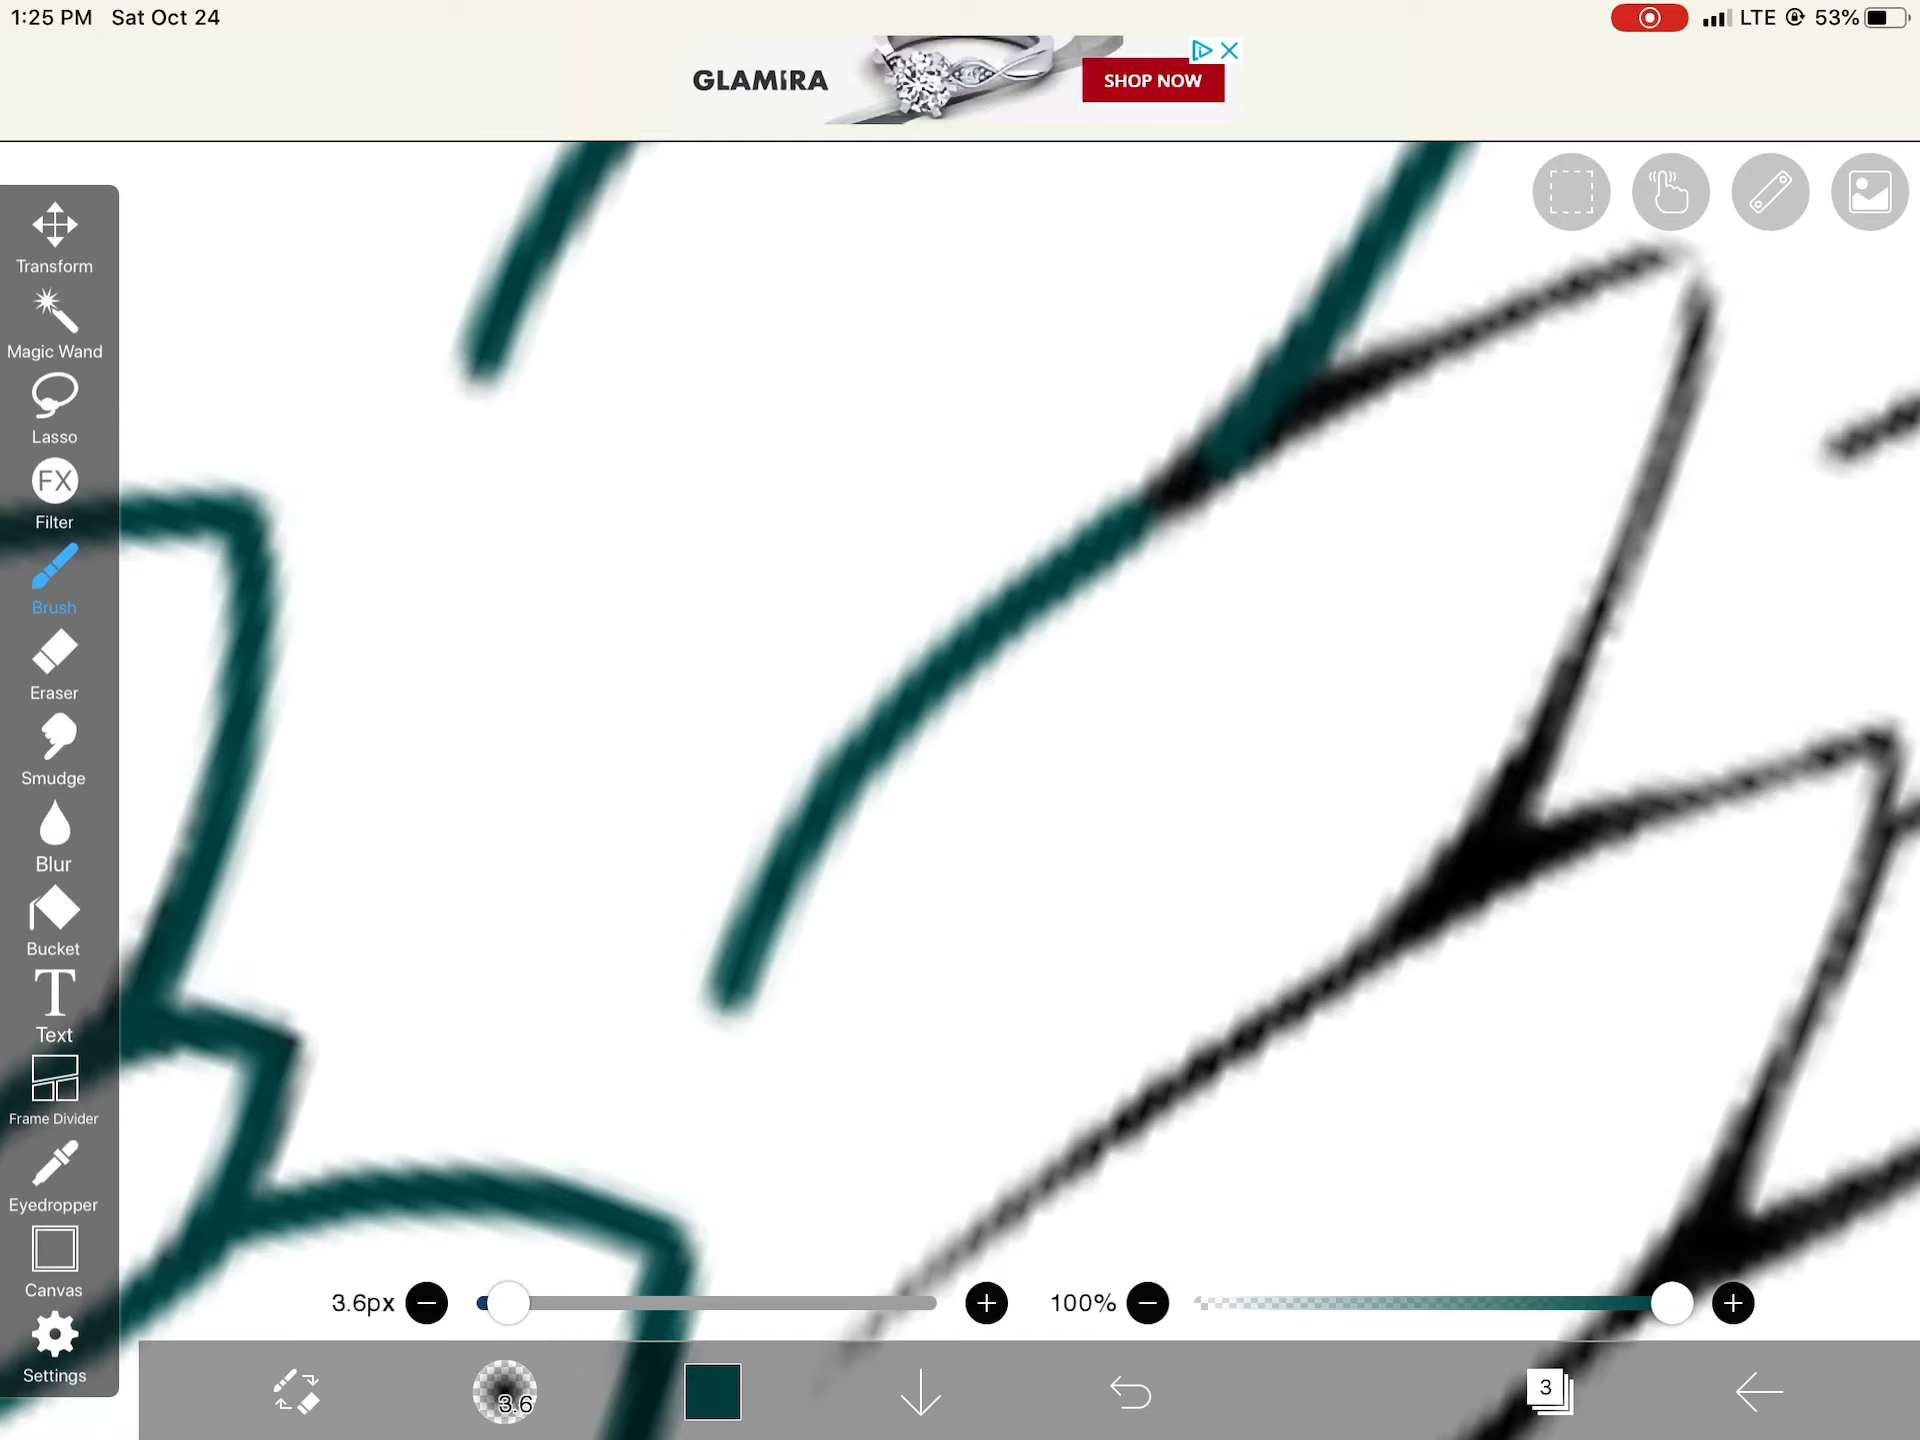 1:25 PM Sat Oct 24
LTE 53%
GLAMIRA
SHOP NOW
Transform
Magic Wand
Lasso
FX
Filter
Brush
Eraser
Smudge
Blur
Bucket
T
Text
Frame Divider
Eyedropper
Canvas
Settings
3.6px
100%
3.6
3